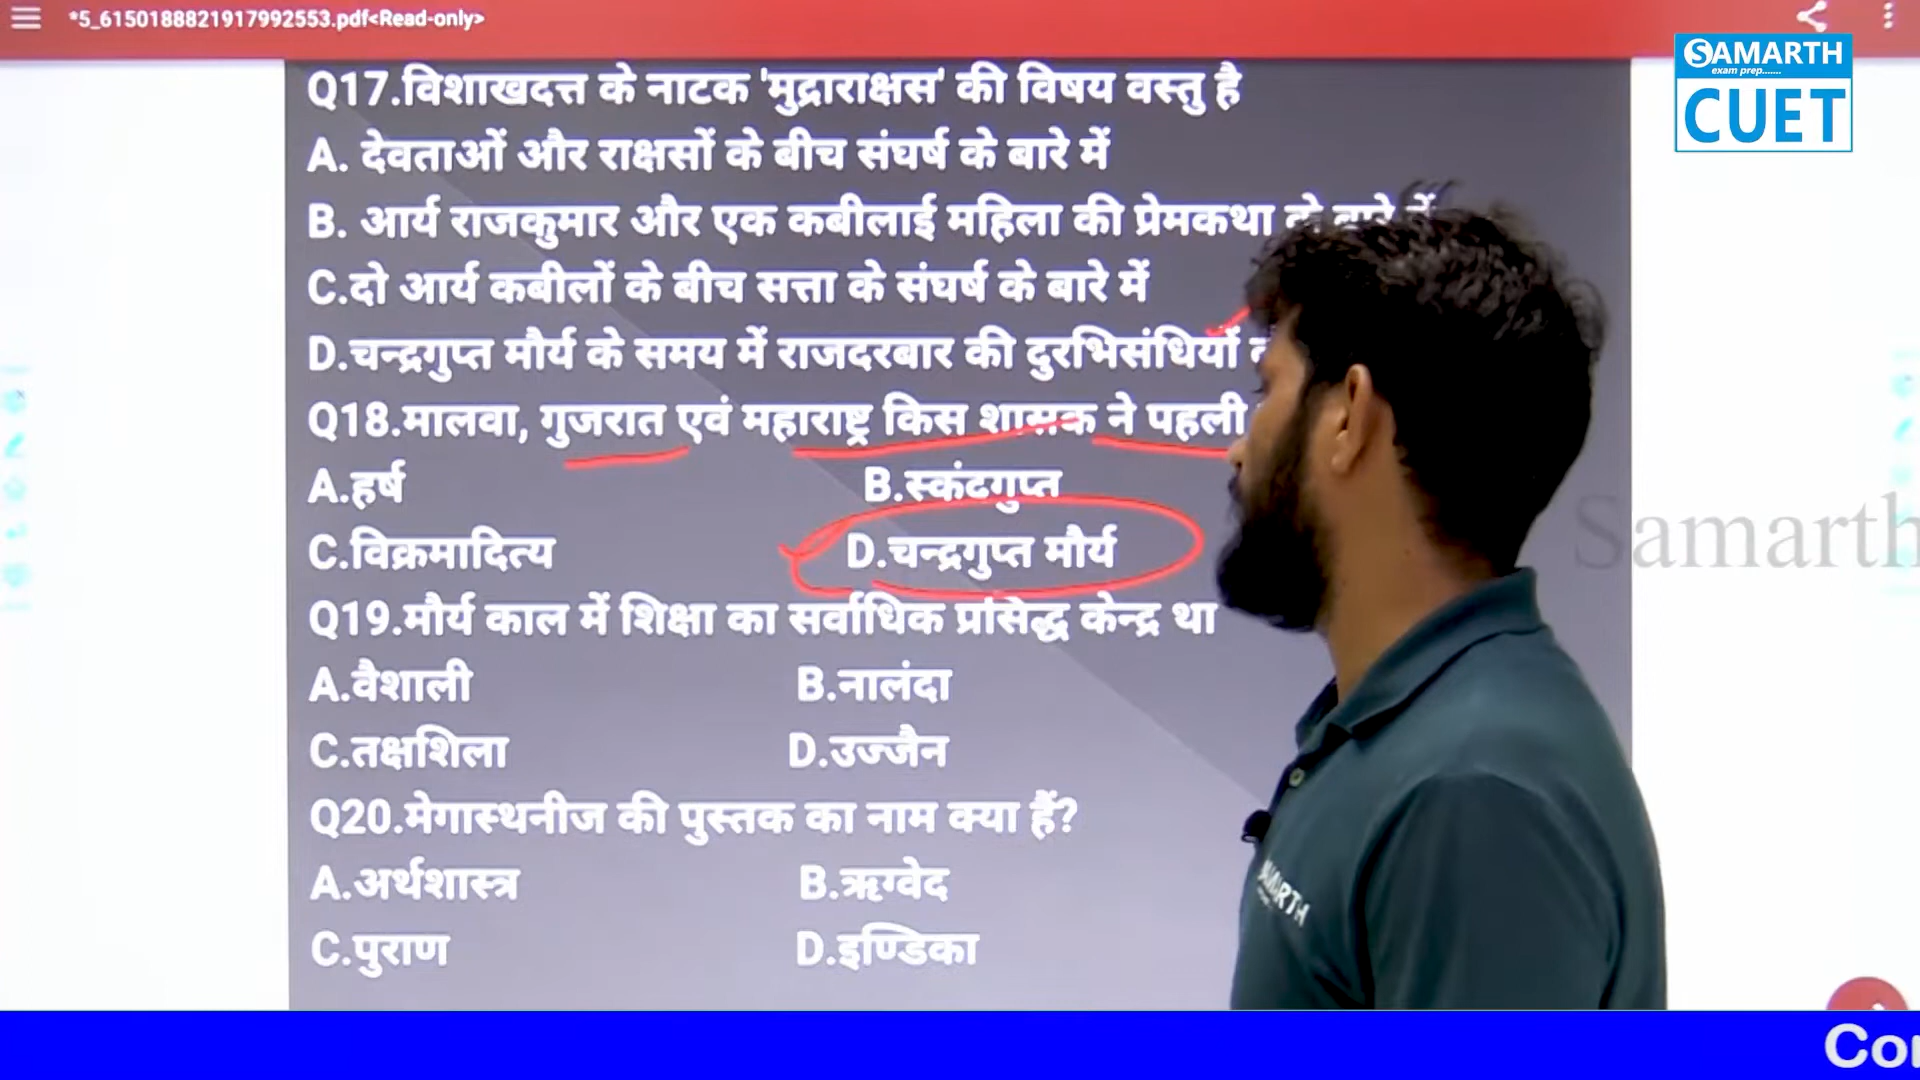 *5_6150188821917992553.pdf<Read-only>
SAMARTH
exam prep.......
CUET
Q17.विशाखदत्त के नाटक 'मुद्राराक्षस' की विषय वस्तु है
A. देवताओं और राक्षसों के बीच संघर्ष के बारे में
B. आर्य राजकुमार और एक कबीलाई महिला की प्रेमकथा के बारे में
C.दो आर्य कबीलों के बीच सत्ता के संघर्ष के बारे में
D.चन्द्रगुप्त मौर्य के समय में राजदरबार की दुरभिसंधियों
Q18.मालवा, गुजरात एवं महाराष्ट्र किस शासक ने पहली
A.हर्ष B.स्कंदगुप्त
C.विक्रमादित्य D.चन्द्रगुप्त मौर्य
Q19.मौर्य काल में शिक्षा का सर्वाधिक प्रसिद्ध केन्द्र था
A.वैशाली B.नालंदा
C.तक्षशिला D.उज्जैन
Q20.मेगास्थनीज की पुस्तक का नाम क्या हैं?
A.अर्थशास्त्र B.ऋग्वेद
C.पुराण D.इण्डिका
Samarth